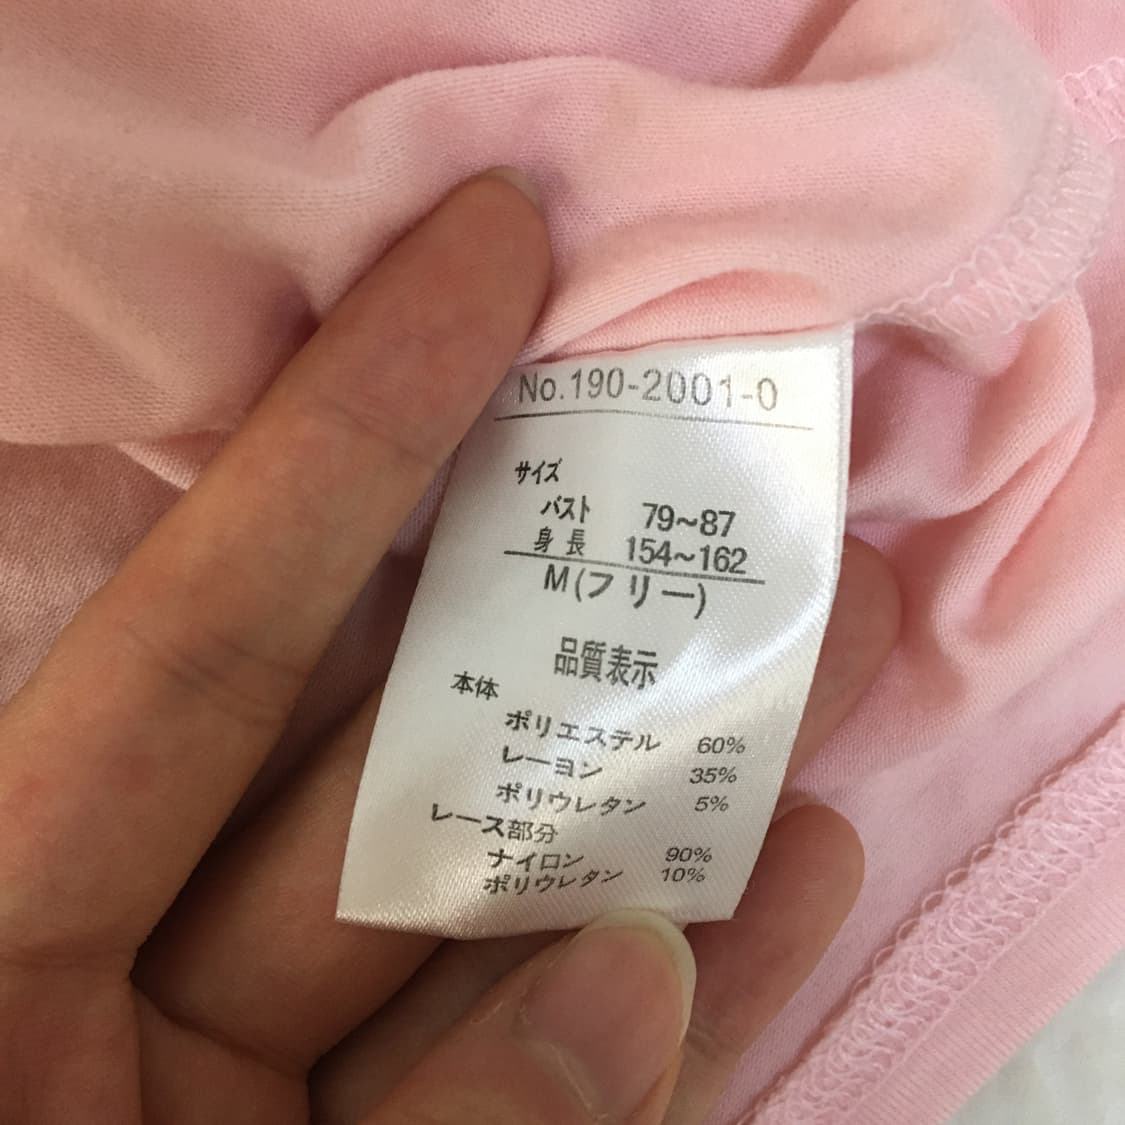 No.190-2001-0
サイズ
バスト 79~87
身長 154~162
M(フリー)
品質表示
本体
ポリエステル 60%
レーヨン 35%
ポリウレタン 5%
レース部分
ナイロン 90%
ポリウレタン 10%